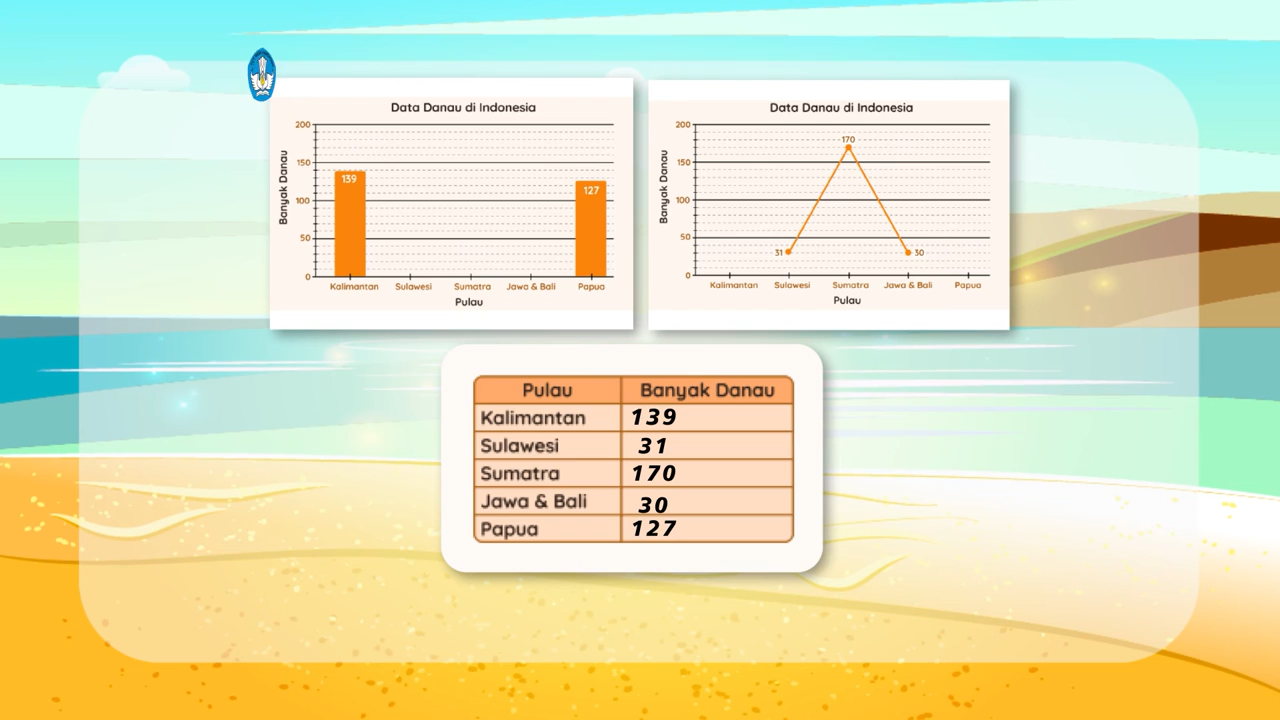 Data Danau di Indonesia
Banyak Danau
200
150
100
50
0
139
127
Kalimantan Sulawesi Sumatra Jawa & Bali Papua
Pulau
Data Danau di Indonesia
Banyak Danau
200
150
100
50
0
170
31
30
Kalimantan Sulawesi Sumatra Jawa & Bali Papua
Pulau
Pulau Banyak Danau
Kalimantan 139
Sulawesi 31
Sumatra 170
Jawa & Bali 30
Papua 127